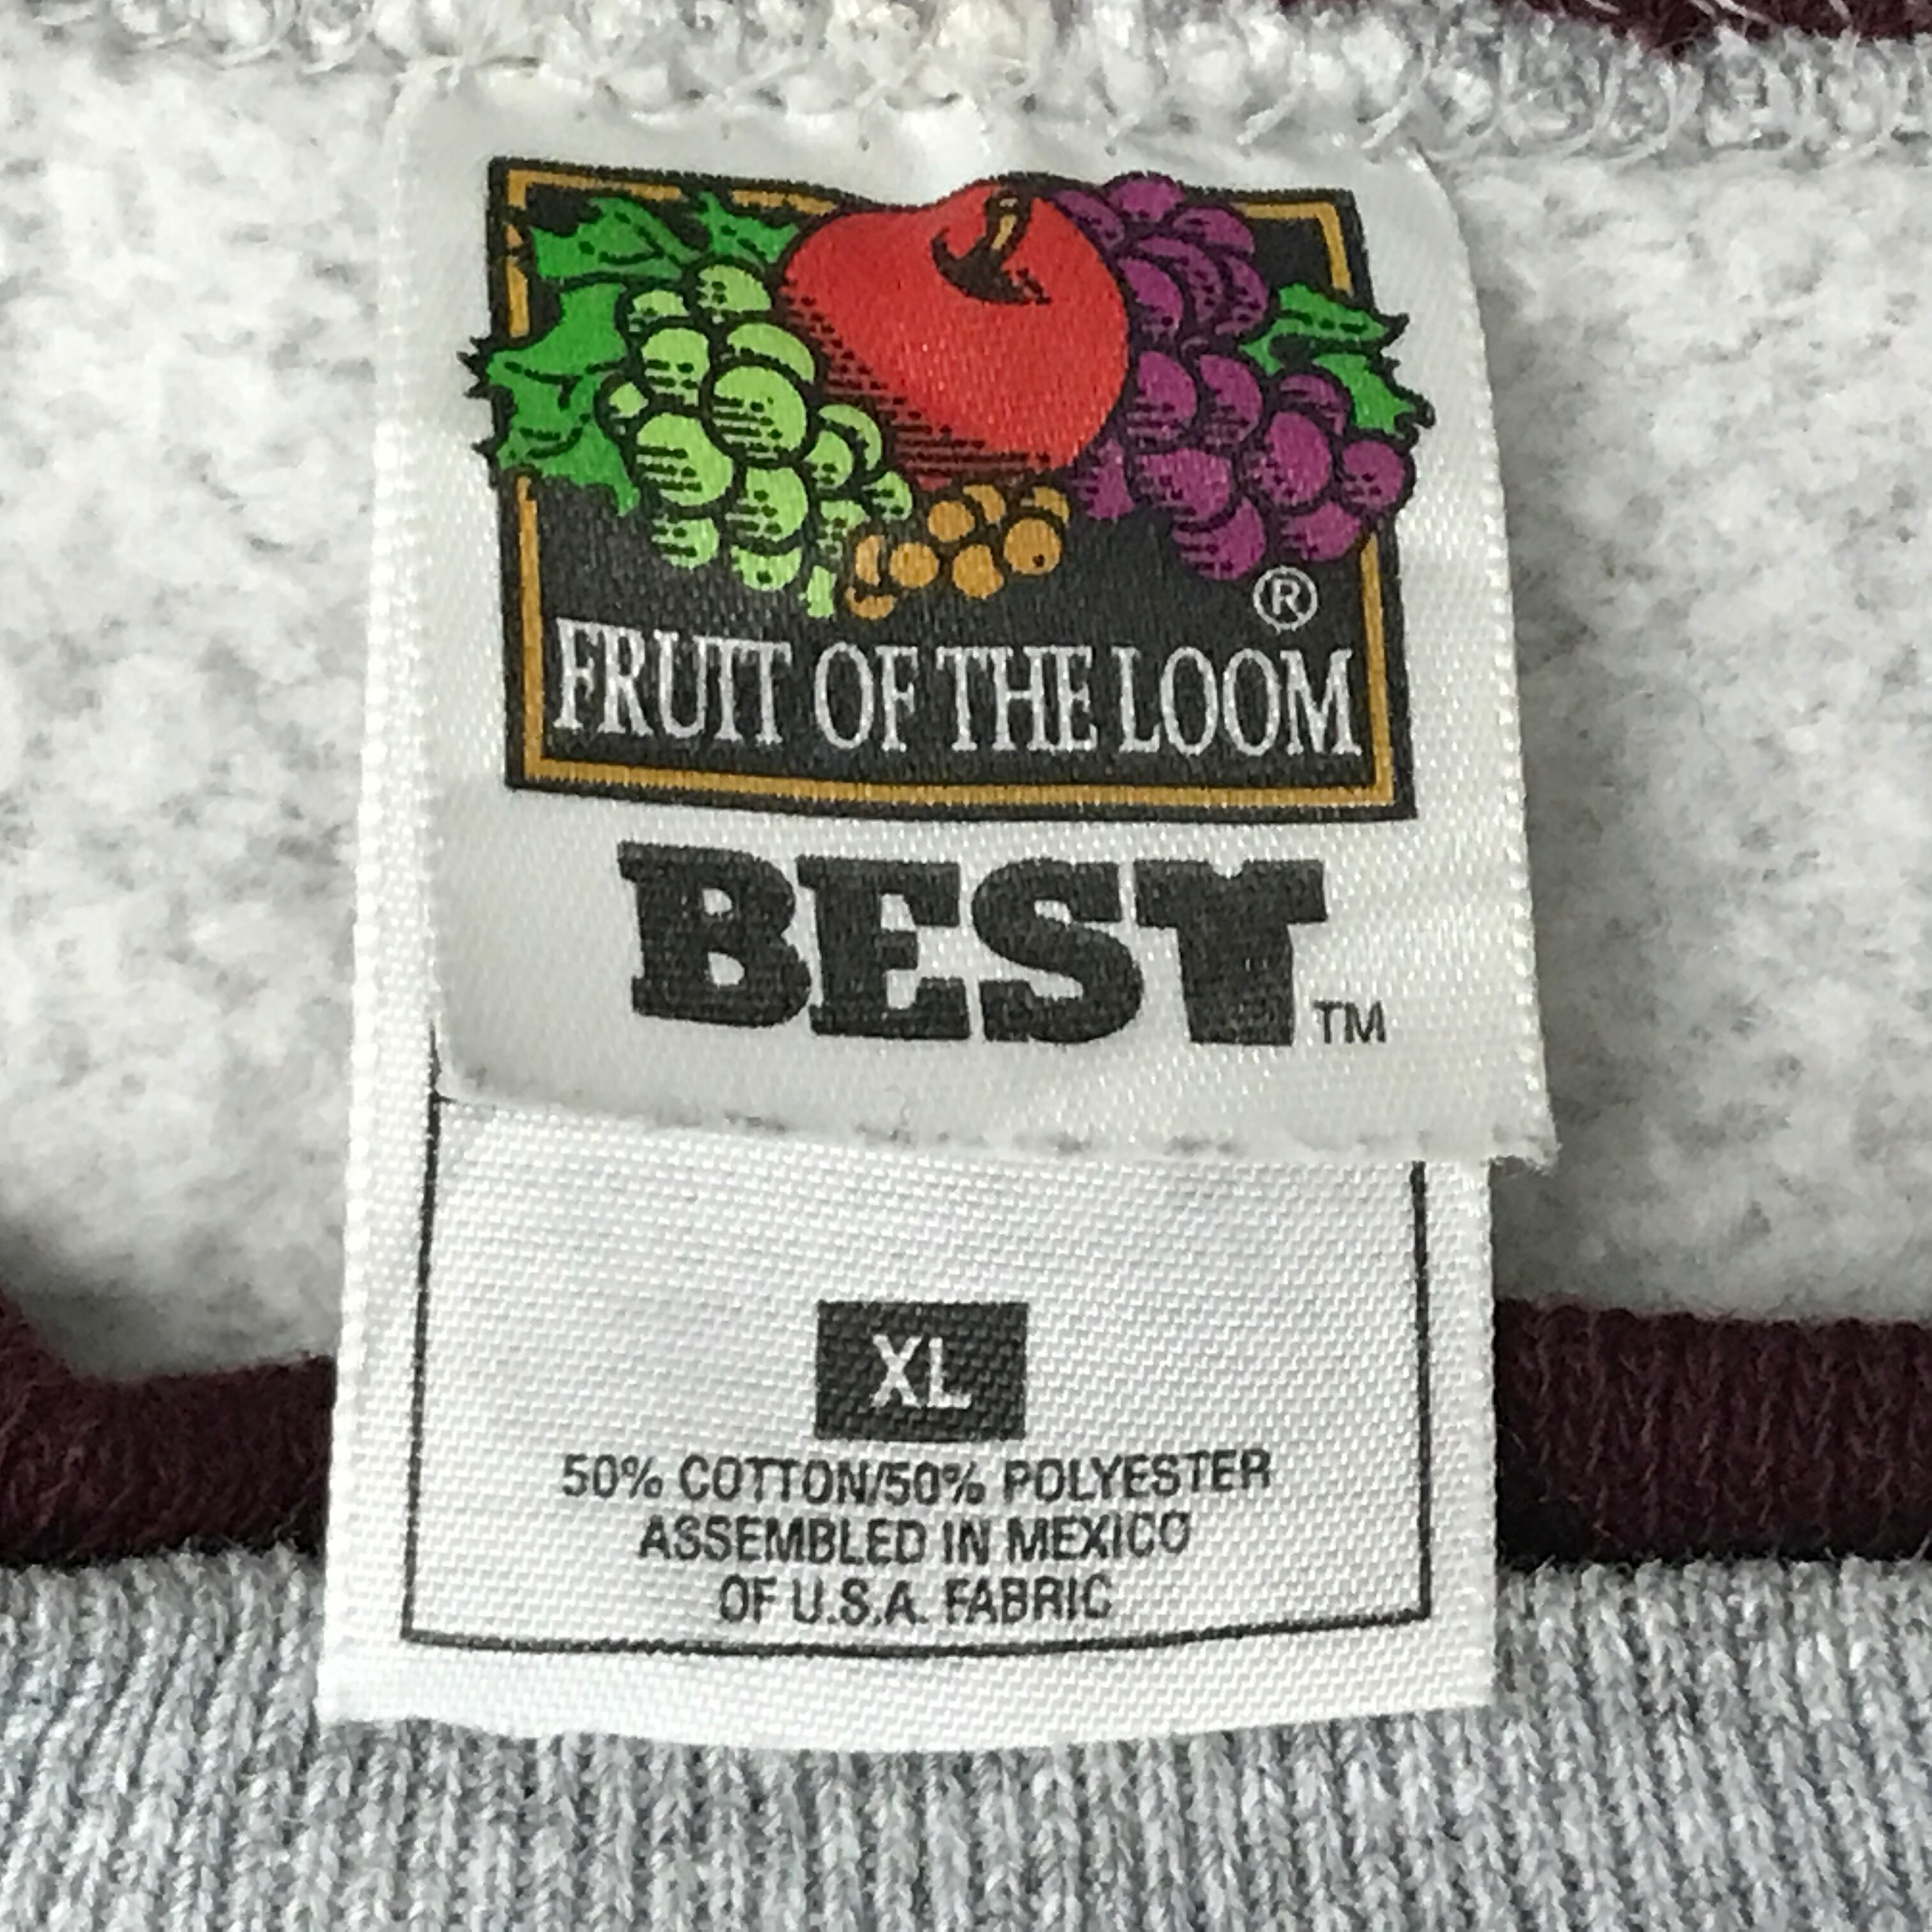 ®
FRUIT OF THE LOOM
BEST TM
XL
50% COTTON/50% POLYESTER
ASSEMBLED IN MEXICO
OF U.S.A. FABRIC